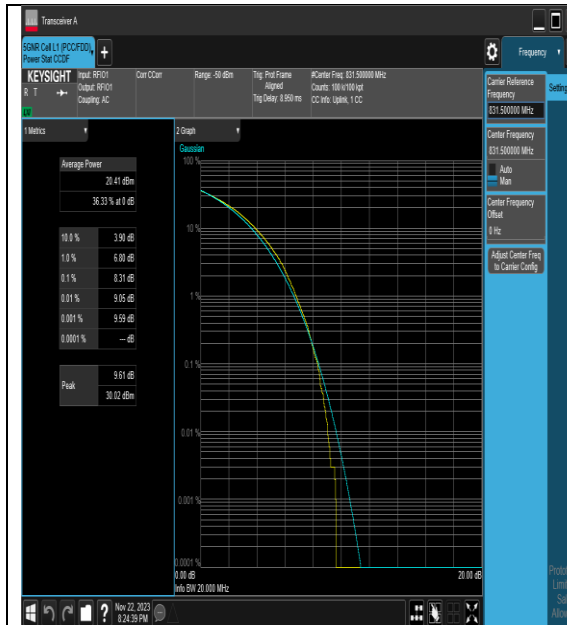 Transceiver A
5GNR Cell L1 (PCC/FDD),
Power Stat CCDF
Frequency
KEYSIGHT
R T
LV
Input: RFIO1
Output: RFIO1
Coupling: AC
Corr CCorr
Range: -50 dBm
Trig: Prot Frame
Aligned
Trig Delay: 8.950 ms
#Center Freq: 831.500000 MHz
Counts: 100 k/100 kpt
CC Info: Uplink, 1 CC
Carrier Reference
Frequency
831.500000 MHz
Setting
Center Frequency
831.500000 MHz
Auto
Man
Center Frequency
Offset
0 Hz
Adjust Center Freq
to Carrier Config
1 Metrics
Average Power
20.41 dBm
36.33 % at 0 dB
10.0 % 3.90 dB
1.0 % 6.80 dB
0.1 % 8.31 dB
0.01 % 9.05 dB
0.001 % 9.59 dB
0.0001 % --- dB
Peak 9.61 dB
30.02 dBm
2 Graph
Gaussian
100 %
10 %
1 %
0.1 %
0.01 %
0.001 %
0.0001 %
0.00 dB 20.00 dB
Info BW 20.000 MHz
Nov 22, 2023
8:24:39 PM